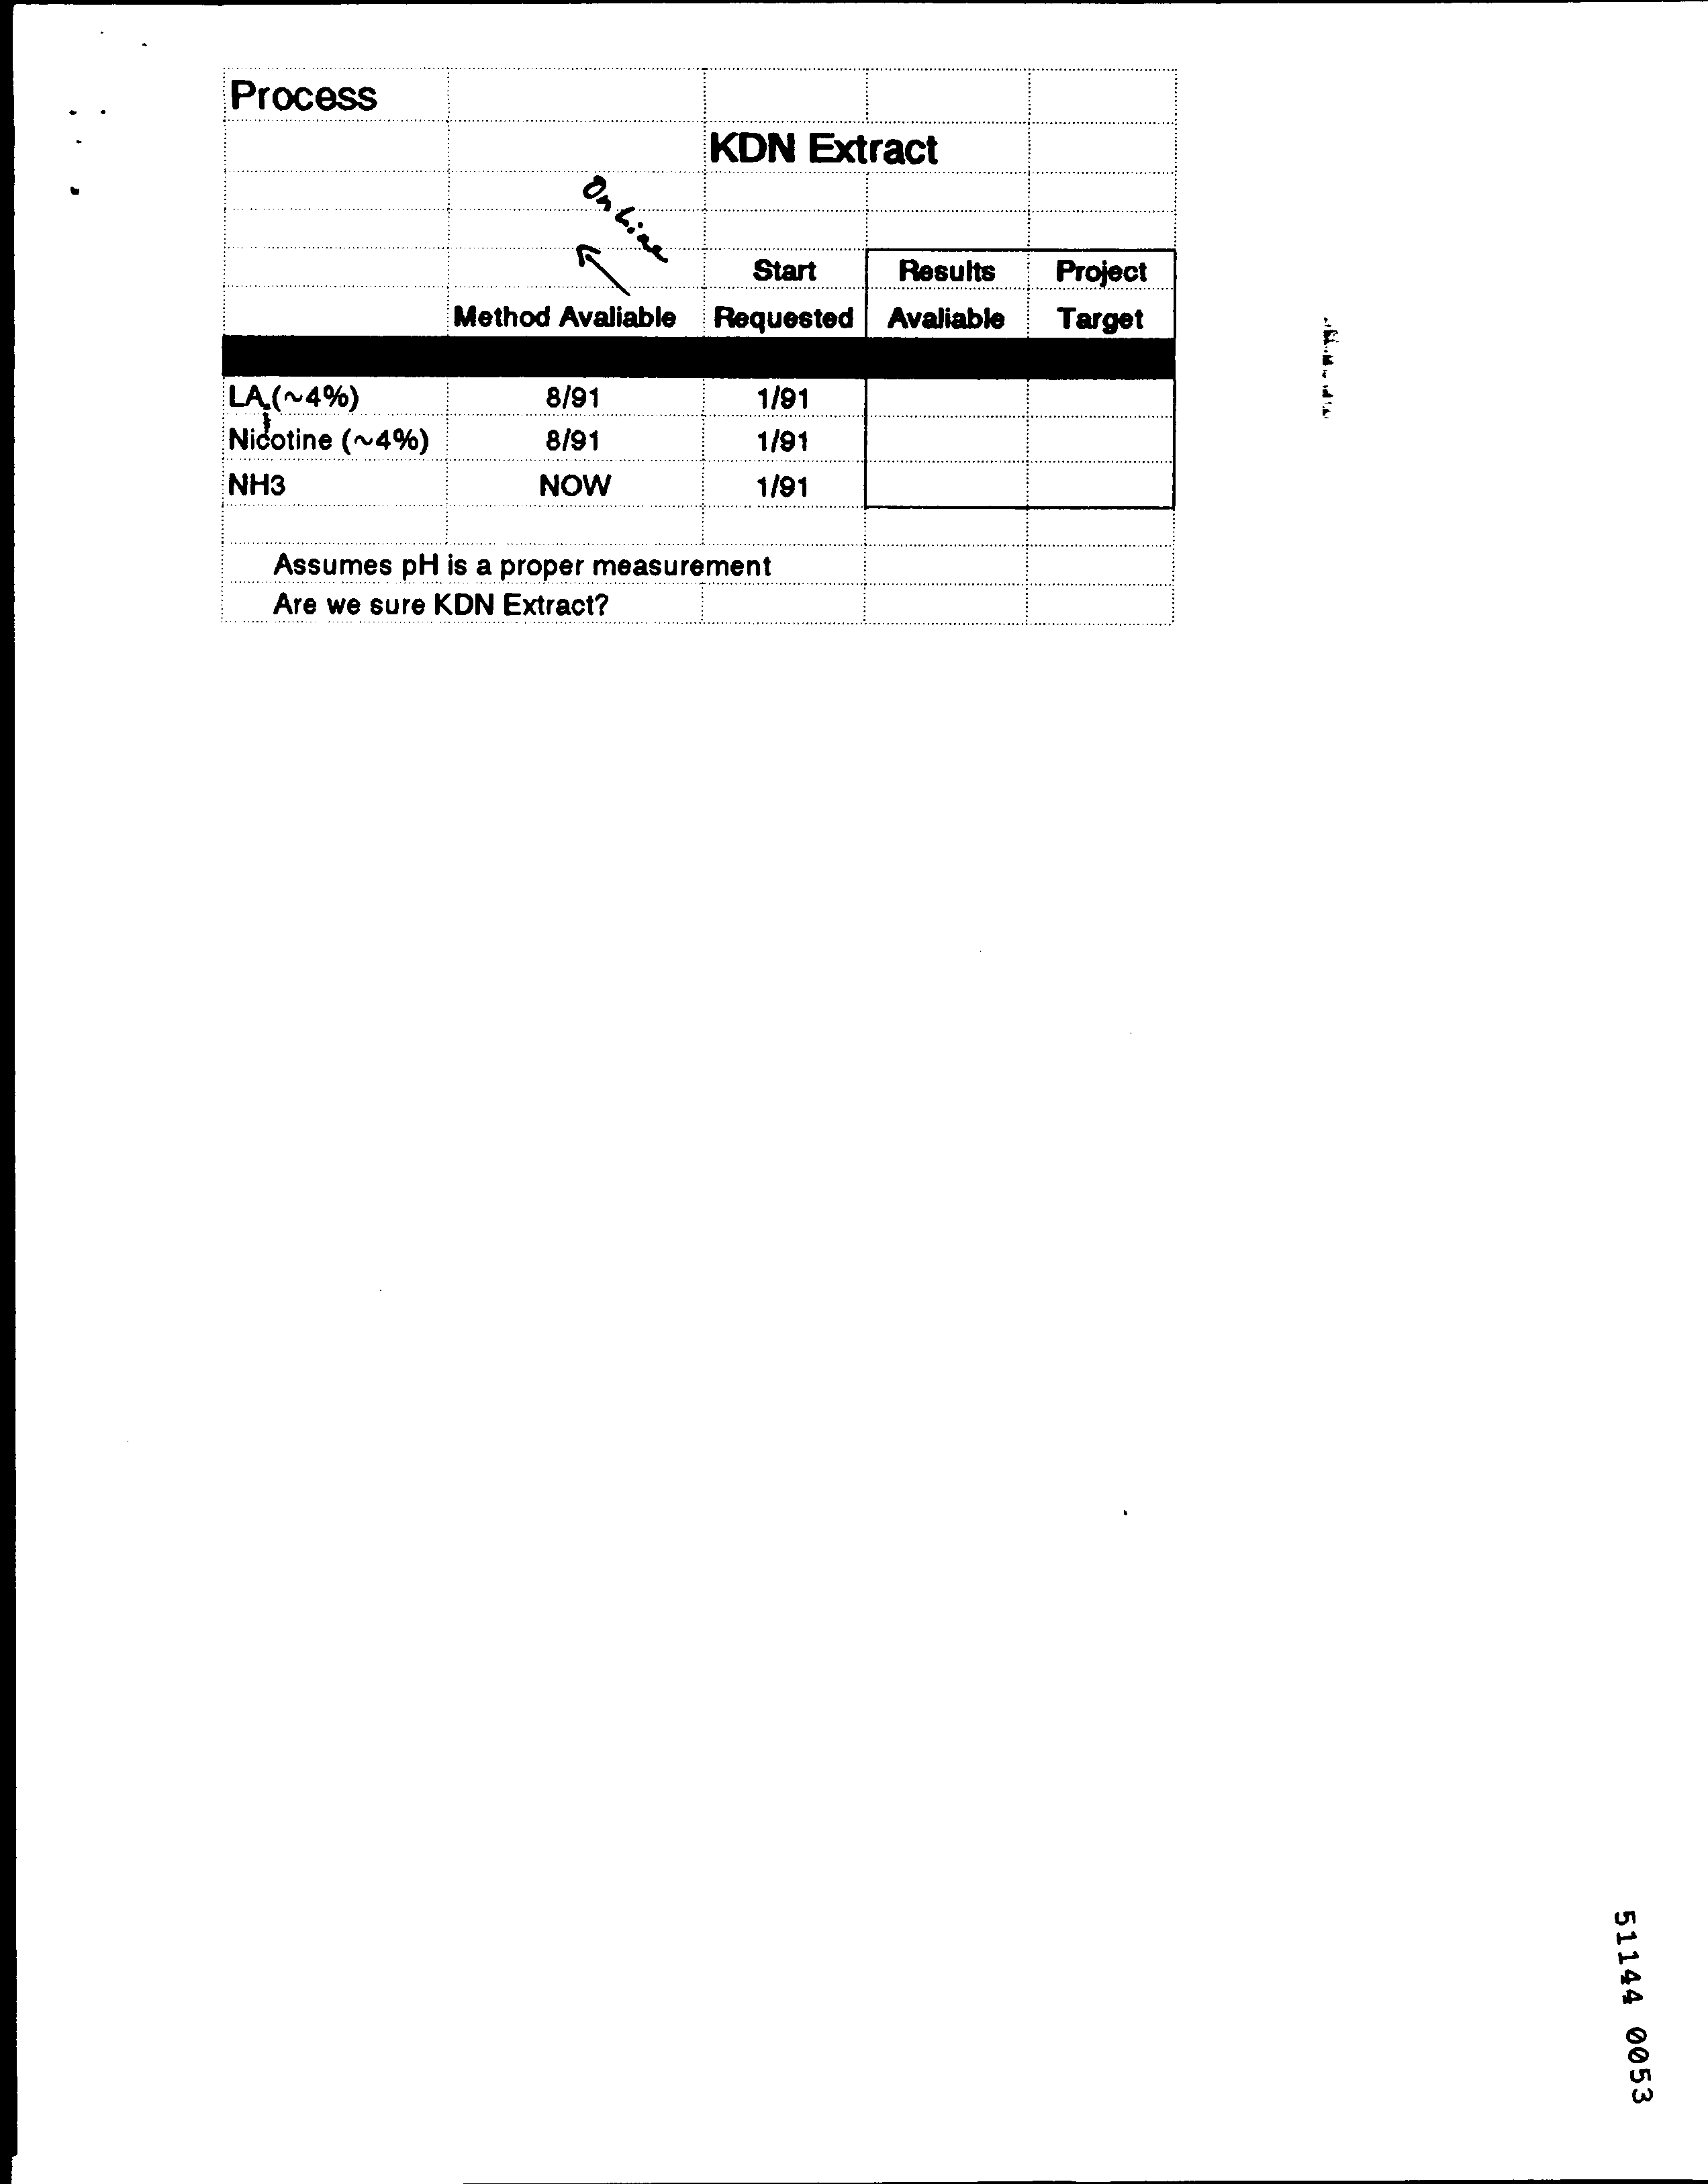 Process
KDN Extract
On Line
Start Results Project
Method Avaliable Requested Avaliable Target
LA (~4%) 8/91 1/91
Nicotine (~4%) 8/91 1/91
NH3 NOW 1/91
Assumes pH is a proper measurement
Are we sure KDN Extract?
51144 0053